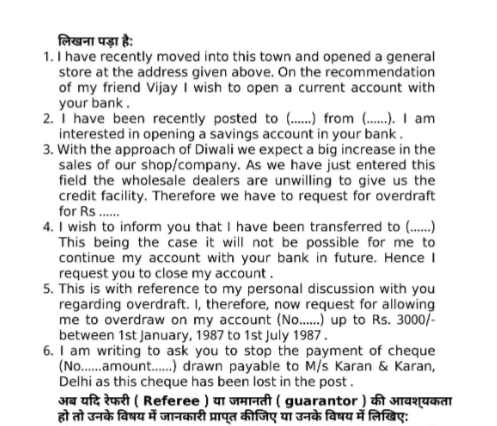 लिखना पड़ा है:
1. I have recently moved into this town and opened a general
store at the address given above. On the recommendation
of my friend Vijay I wish to open a current account with
your bank .
2. I have been recently posted to (......) from (......). I am
interested in opening a savings account in your bank .
3. With the approach of Diwali we expect a big increase in the
sales of our shop/company. As we have just entered this
field the wholesale dealers are unwilling to give us the
credit facility. Therefore we have to request for overdraft
for Rs ......
4. I wish to inform you that I have been transferred to (......)
This being the case it will not be possible for me to
continue my account with your bank in future. Hence I
request you to close my account .
5. This is with reference to my personal discussion with you
regarding overdraft. I, therefore, now request for allowing
me to overdraw on my account (No......) up to Rs. 3000/-
between 1st January, 1987 to 1st July 1987 .
6. I am writing to ask you to stop the payment of cheque
(No......amount......) drawn payable to M/s Karan & Karan,
Delhi as this cheque has been lost in the post .
अब यदि रेफरी ( Referee ) या जमानती ( guarantor ) की आवश्यकता
हो तो उनके विषय में जानकारी प्राप्त कीजिए या उनके विषय में लिखिए: